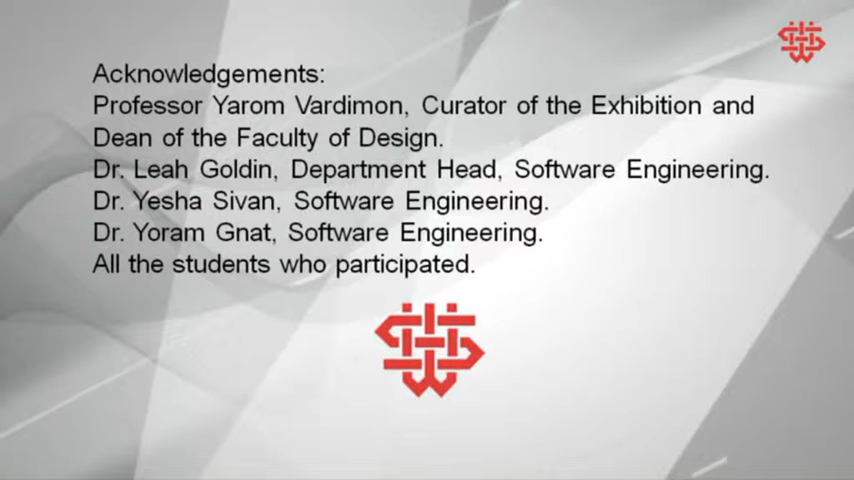 Acknowledgements:
Professor Yarom Vardimon, Curator of the Exhibition and
Dean of the Faculty of Design.
Dr. Leah Goldin, Department Head, Software Engineering.
Dr. Yesha Sivan, Software Engineering.
Dr. Yoram Gnat, Software Engineering.
All the students who participated.